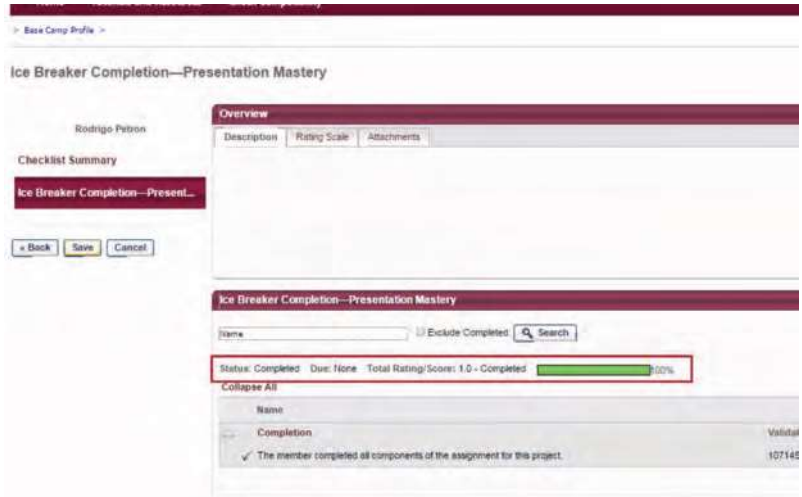 > Base Camp Profile >
Ice Breaker Completion—Presentation Mastery
Rodrigo Petron
Checklist Summary
Ice Breaker Completion—Present...
« Back Save Cancel
Overview
Description Rating Scale Attachments
Ice Breaker Completion—Presentation Mastery
Name Exclude Completed Search
Status: Completed Due: None Total Rating/Score: 1.0 - Completed 100%
Collapse All
Name
Completion
The member completed all components of the assignment for this project.
107145